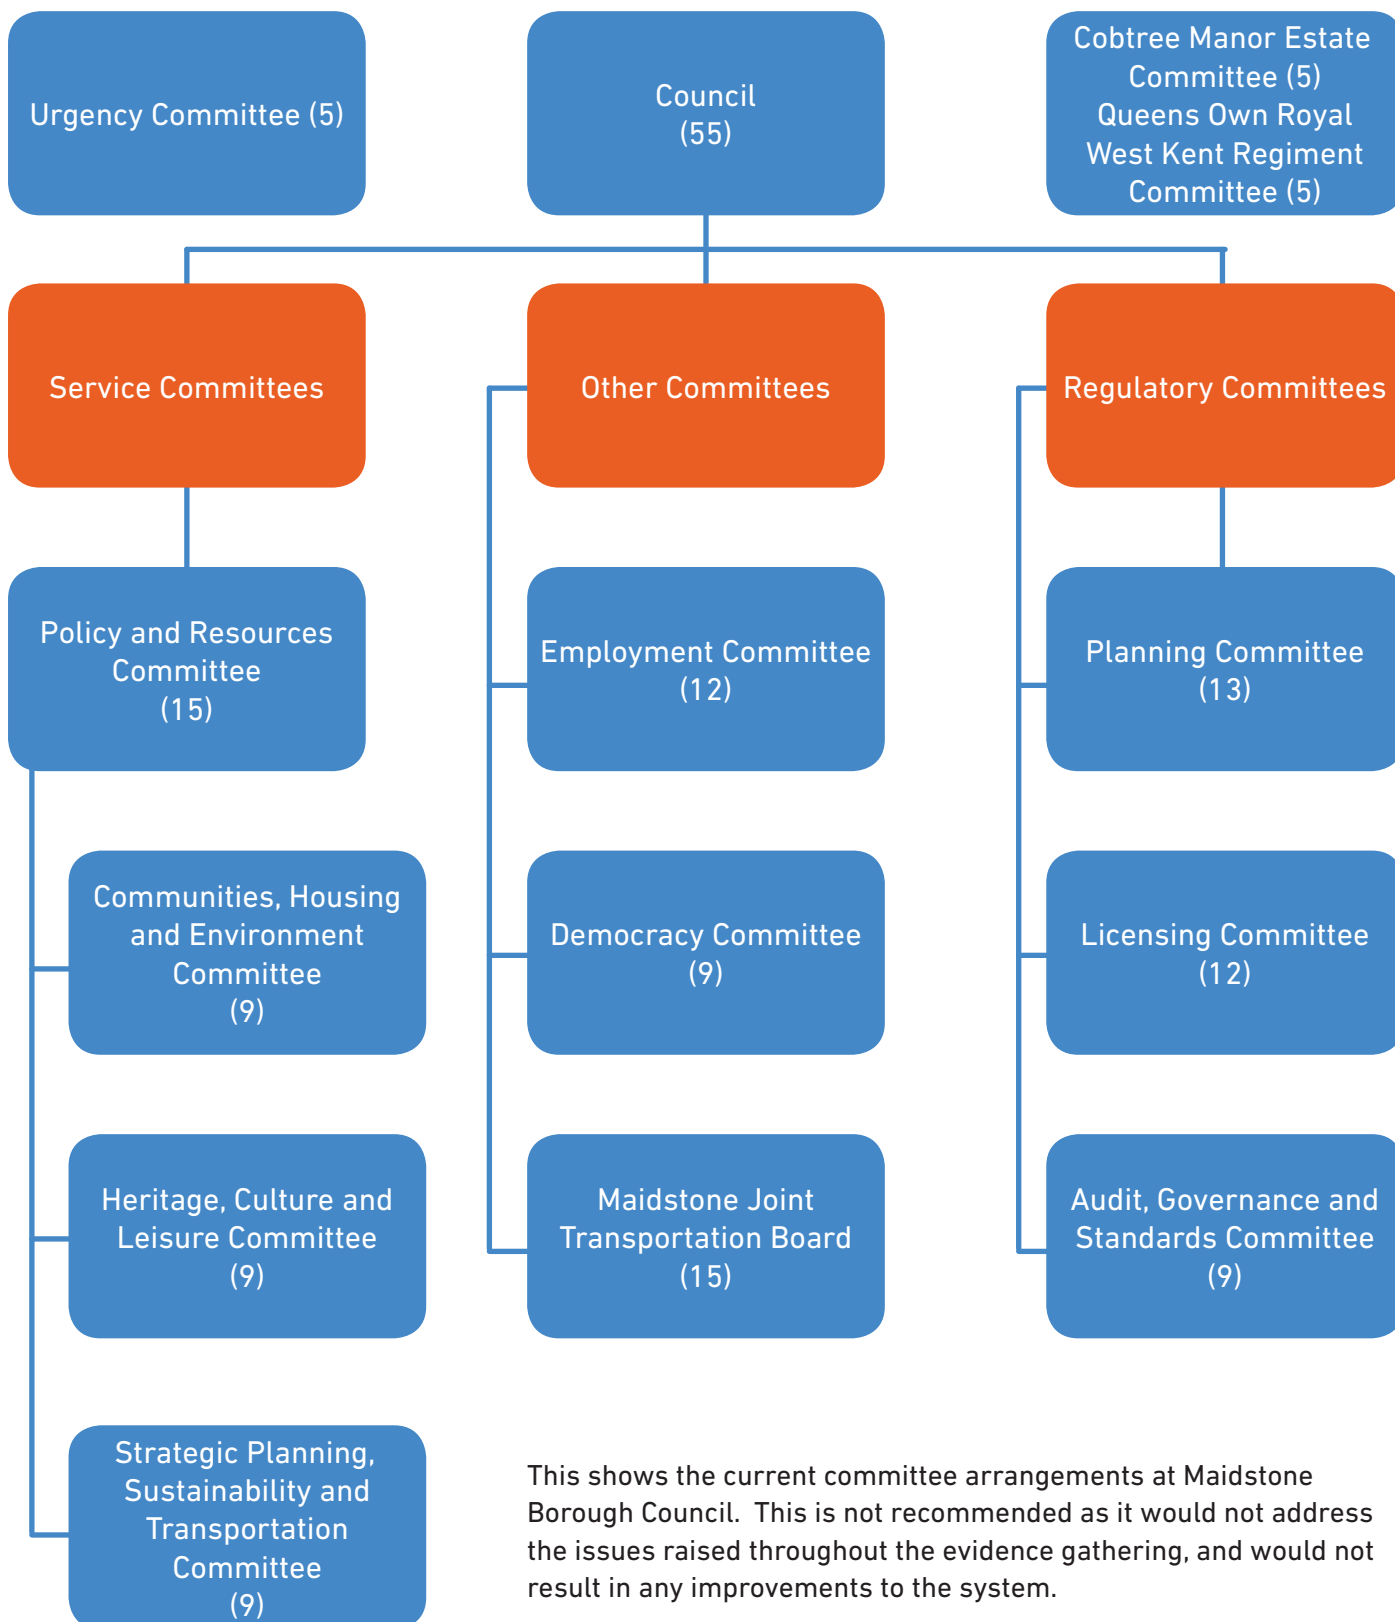 Urgency Committee (5)
Council
(55)
Cobtree Manor Estate
Committee (5)
Queens Own Royal
West Kent Regiment
Committee (5)
Service Committees
Other Committees
Regulatory Committees
Policy and Resources
Committee
(15)
Employment Committee
(12)
Planning Committee
(13)
Communities, Housing
and Environment
Committee
(9)
Democracy Committee
(9)
Licensing Committee
(12)
Heritage, Culture and
Leisure Committee
(9)
Maidstone Joint
Transportation Board
(15)
Audit, Governance and
Standards Committee
(9)
Strategic Planning,
Sustainability and
Transportation
Committee
(9)
This shows the current committee arrangements at Maidstone
Borough Council.  This is not recommended as it would not address
the issues raised throughout the evidence gathering, and would not
result in any improvements to the system.